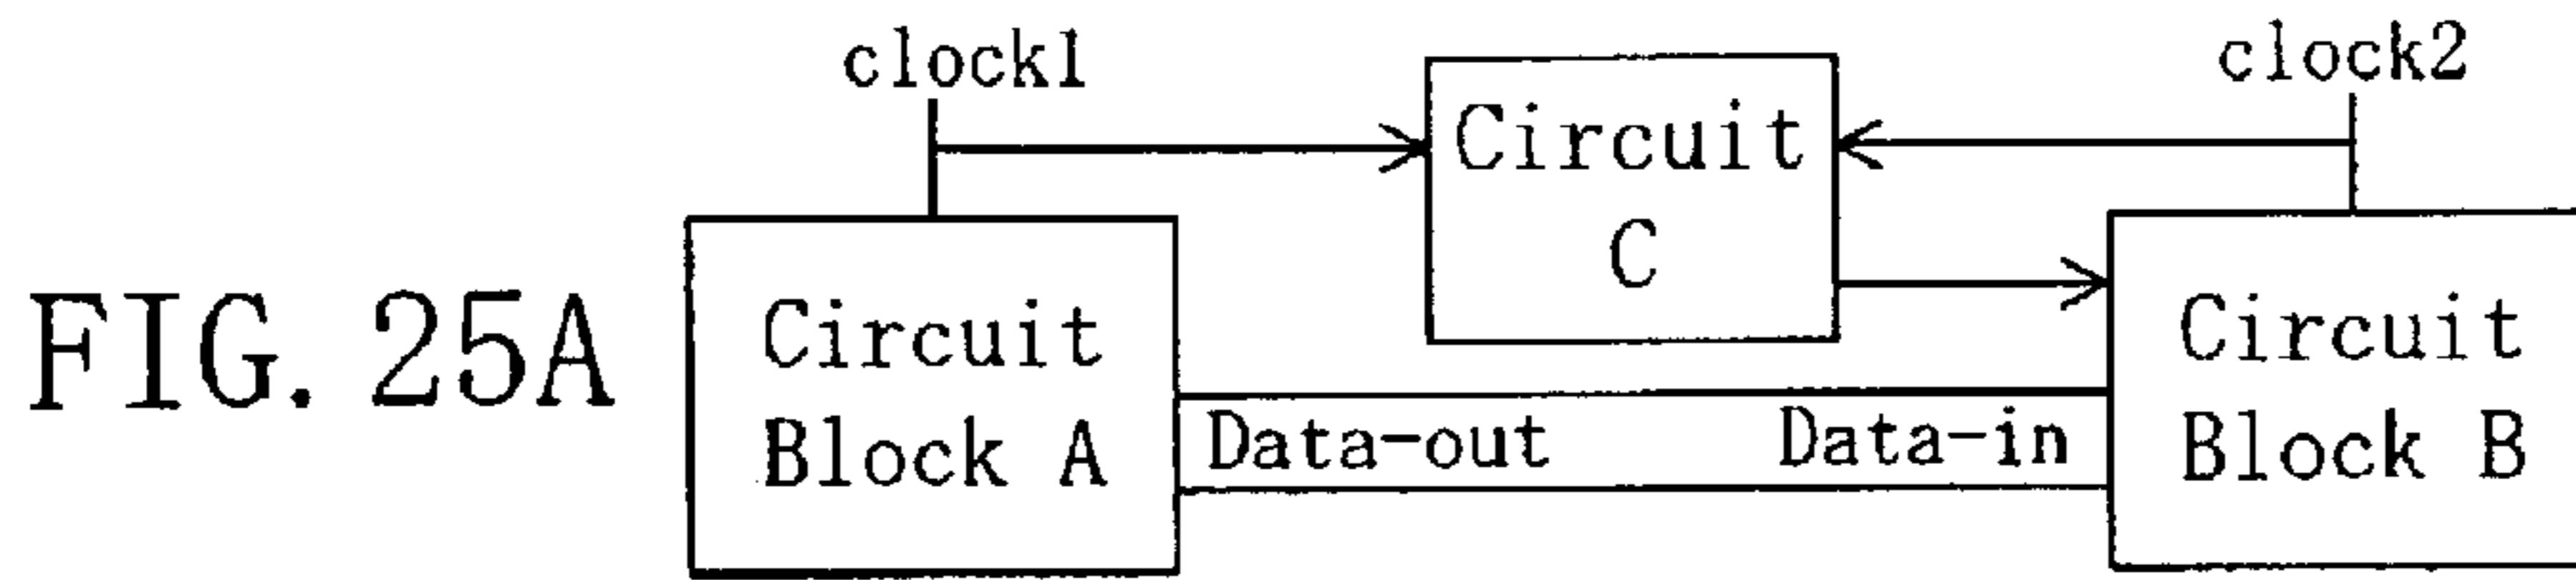 FIG. 25A
clock1
clock2
Circuit
C
Circuit
Block A
Data-out
Data-in
Circuit
Block B